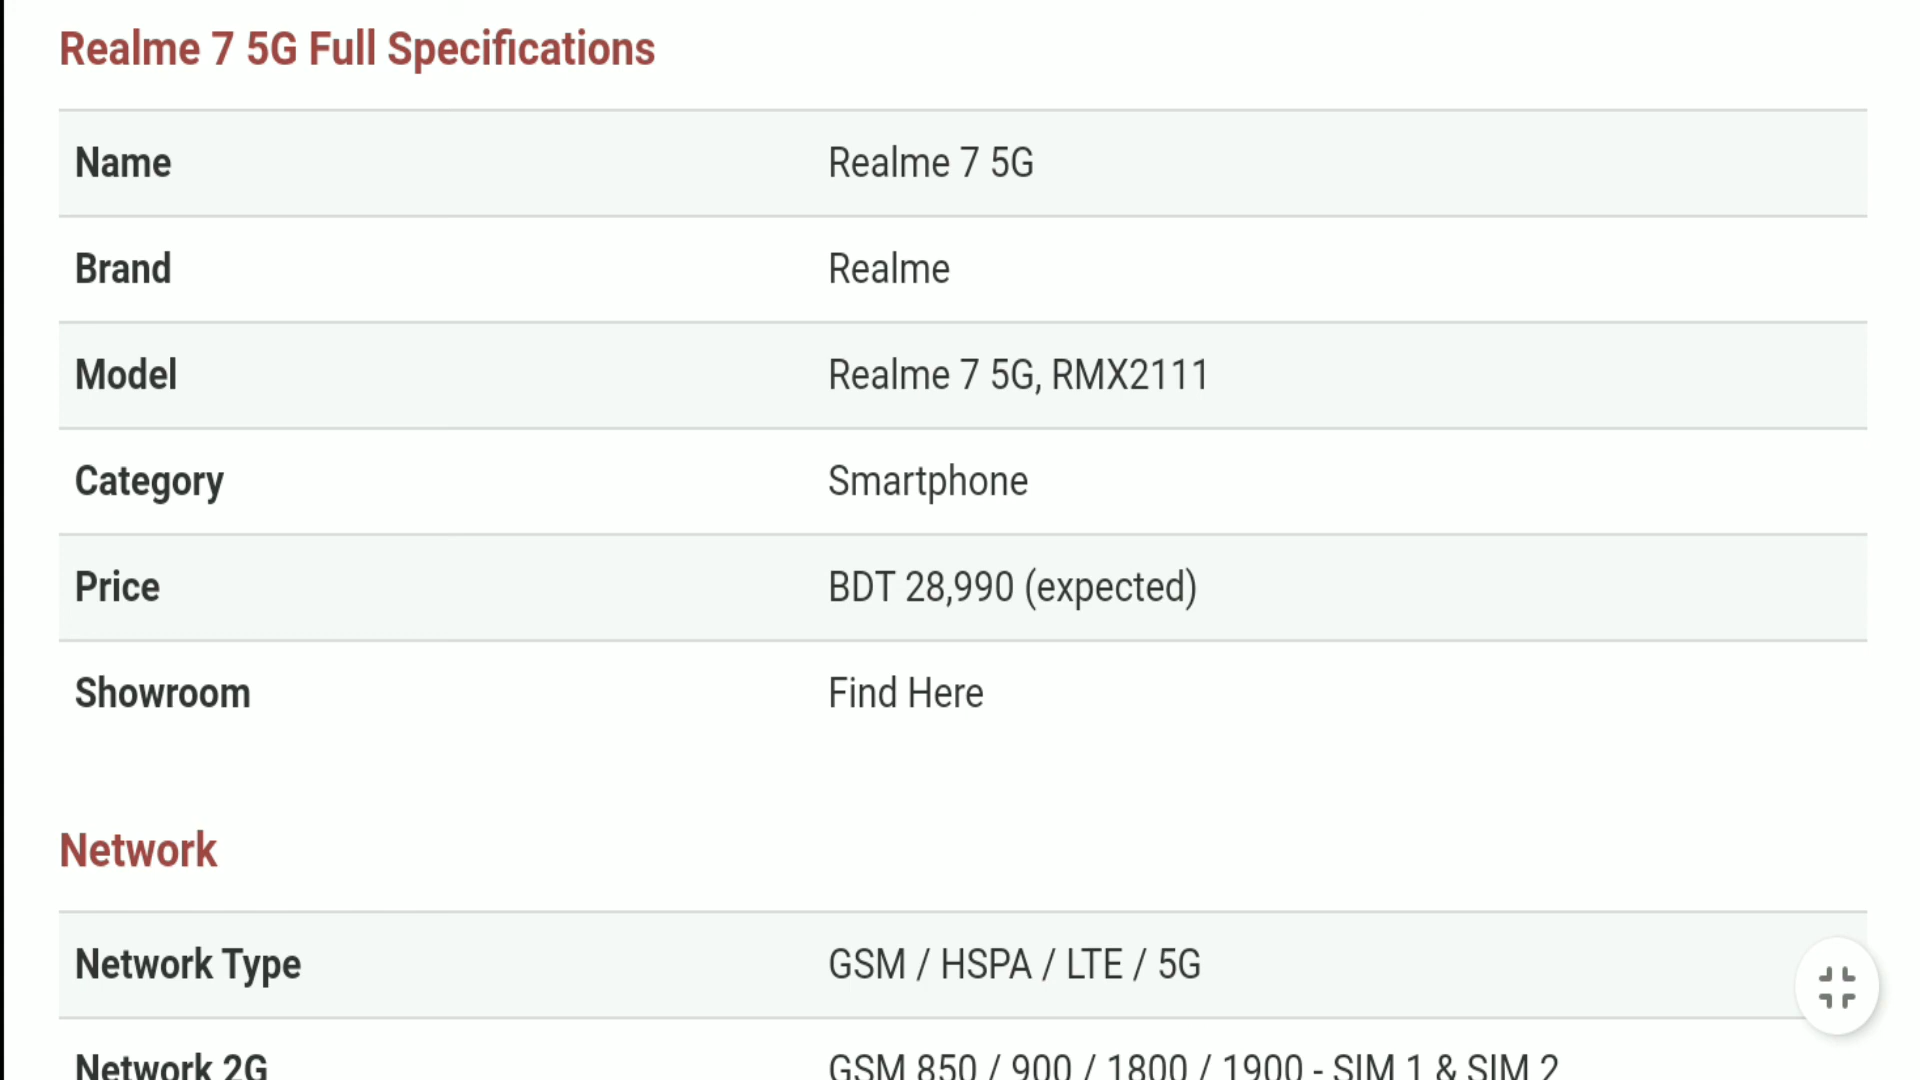 Realme 7 5G Full Specifications
Name Realme 7 5G
Brand Realme
Model Realme 7 5G, RMX2111
Category Smartphone
Price BDT 28,990 (expected)
Showroom Find Here
Network
Network Type GSM / HSPA / LTE / 5G
Network 2G GSM 850 / 900 / 1800 / 1900 - SIM 1 & SIM 2